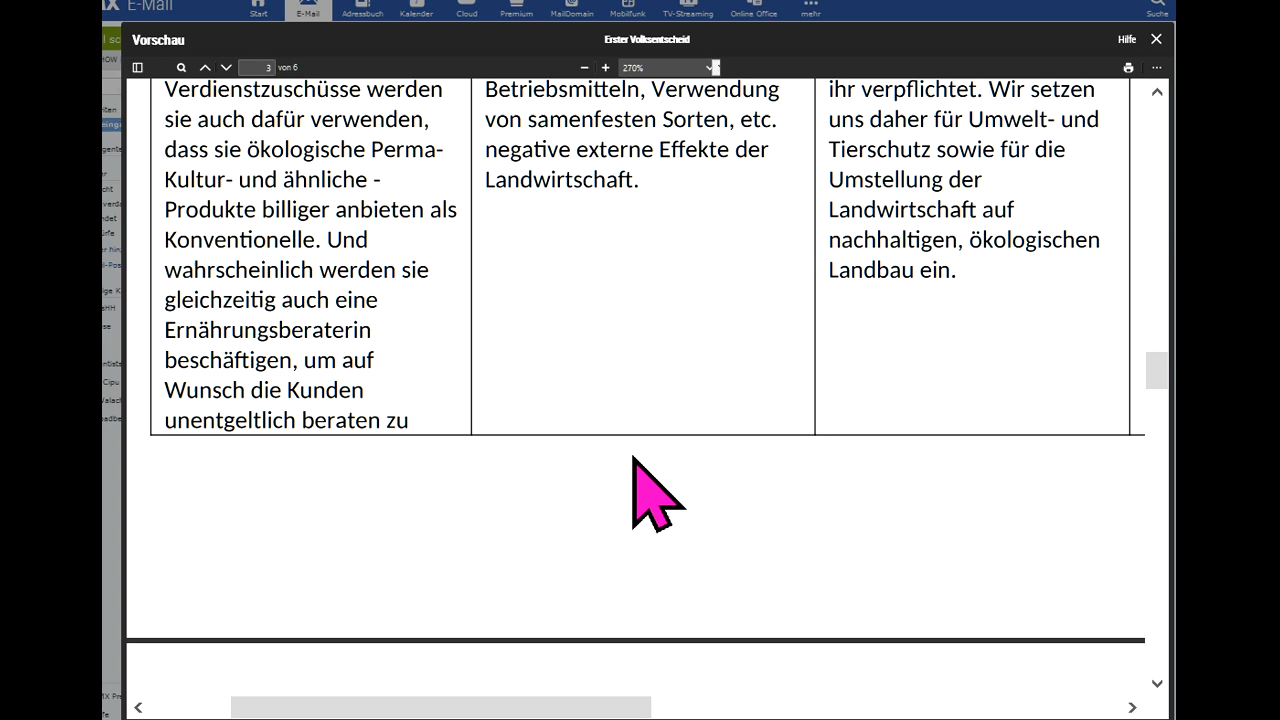 E-Mail
Start
E-Mail
Adressbuch
Kalender
Cloud
Premium
MailDomain
Mobilfunk
TV-Streaming
Online Office
mehr
Suche
Vorschau
Erster Volksentscheid
Hilfe
3 von 6
270%
Verdienstzuschüsse werden
sie auch dafür verwenden,
dass sie ökologische Perma-
Kultur- und ähnliche -
Produkte billiger anbieten als
Konventionelle. Und
wahrscheinlich werden sie
gleichzeitig auch eine
Ernährungsberaterin
beschäftigen, um auf
Wunsch die Kunden
unentgeltlich beraten zu
Betriebsmitteln, Verwendung
von samenfesten Sorten, etc.
negative externe Effekte der
Landwirtschaft.
ihr verpflichtet. Wir setzen
uns daher für Umwelt- und
Tierschutz sowie für die
Umstellung der
Landwirtschaft auf
nachhaltigen, ökologischen
Landbau ein.